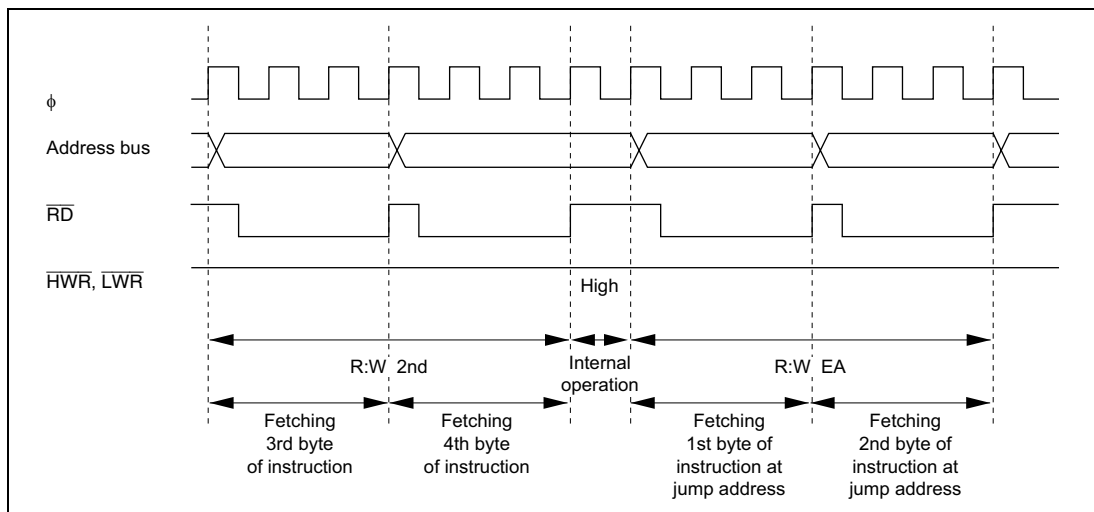 ϕ
Address bus
RD
HWR, LWR
High
R:W 2nd
Internal
operation
R:W EA
Fetching
3rd byte
of instruction
Fetching
4th byte
of instruction
Fetching
1st byte of
instruction at
jump address
Fetching
2nd byte of
instruction at
jump address